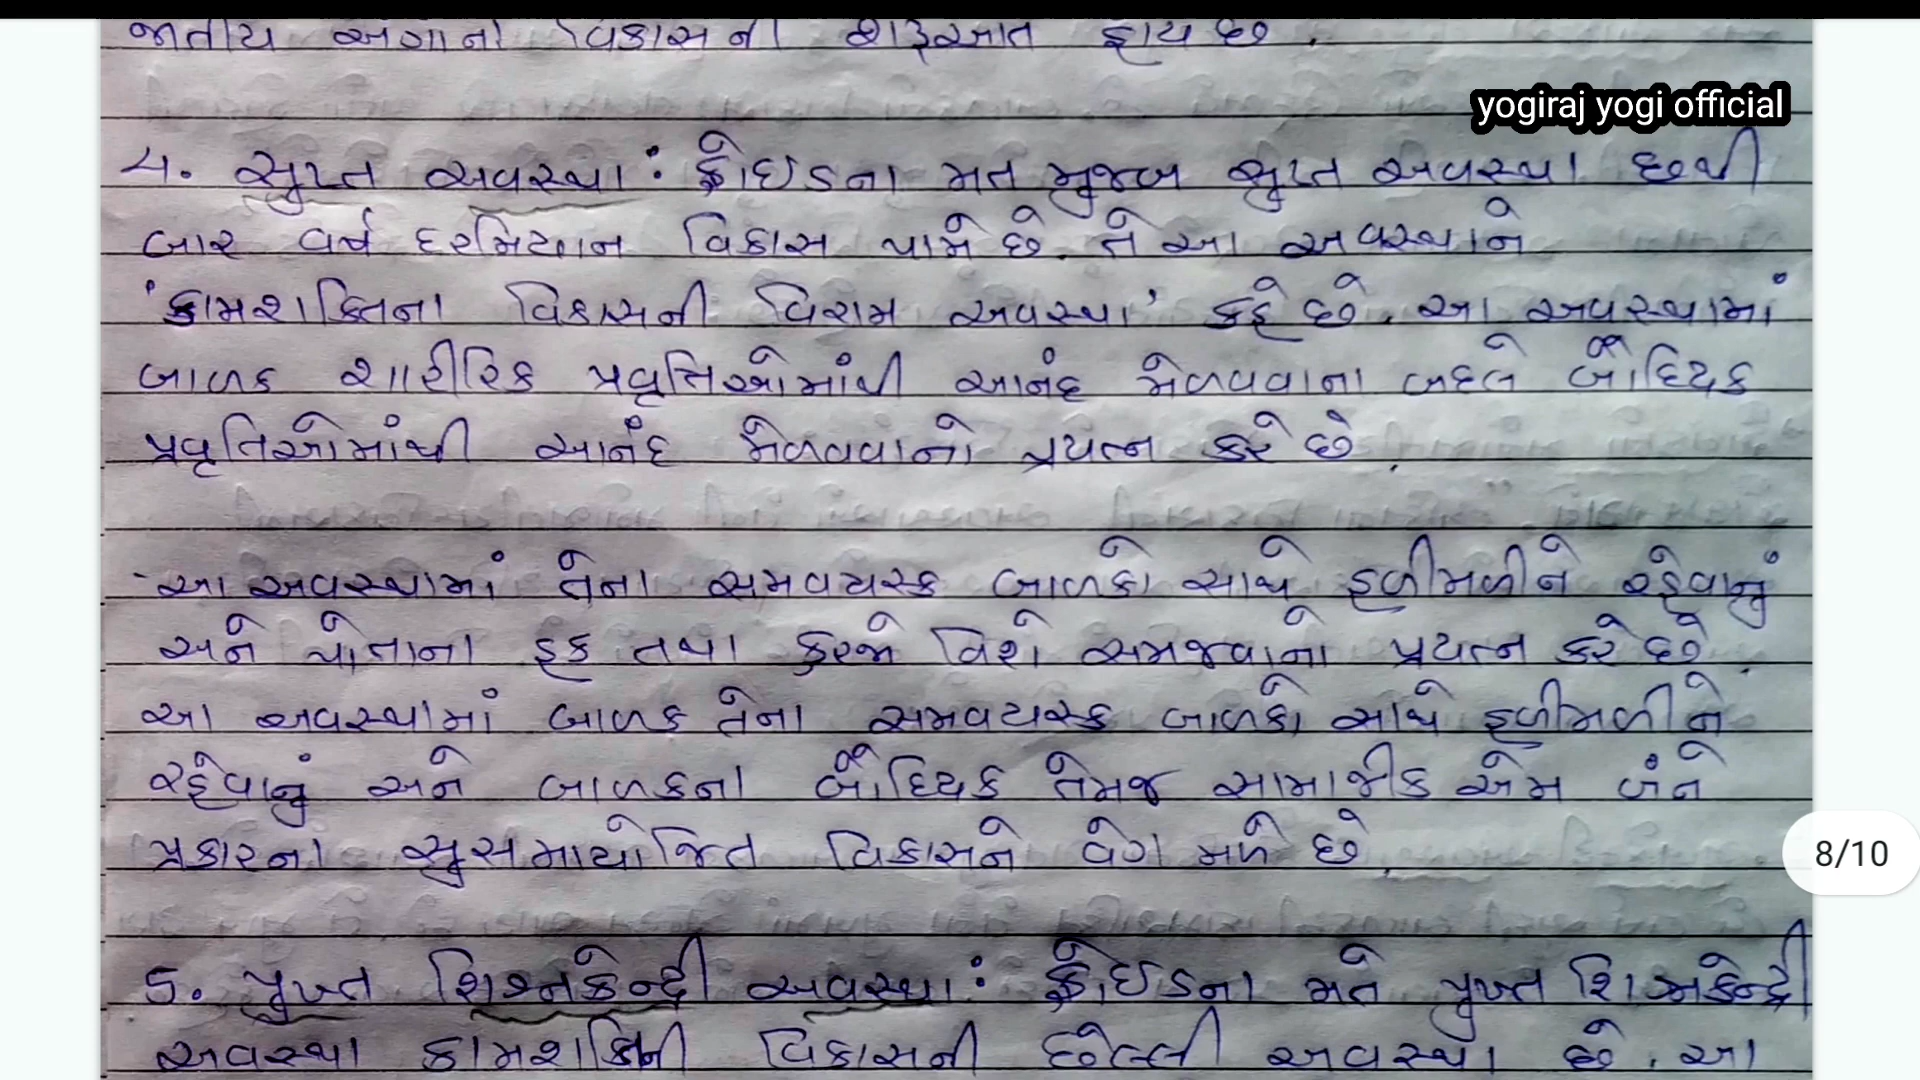 જાતીય અંગોનો વિકાસની શરૂઆત હોય છે.
yogiraj yogi official
4. સુપ્ત અવસ્થા: ફ્રોઈડના મત મુજબ સુપ્ત અવસ્થા છથી
બાર વર્ષ દરમિયાન વિકાસ પામે છે. તે આ અવસ્થાને
'કામશક્તિના વિકાસની વિરામ અવસ્થા' કહે છે. આ અવસ્થામાં
બાળક શારીરિક પ્રવૃત્તિઓમાંથી આનંદ મેળવવાના બદલે બૌદ્ધિક
પ્રવૃત્તિઓમાંથી આનંદ મેળવવાનો પ્રયત્ન કરે છે.
આ અવસ્થામાં તેના સમવયસ્ક બાળકો સાથે હળીમળીને રહેવાનું
અને પોતાના હક તથા ફરજો વિશે સમજવાનો પ્રયત્ન કરે છે.
આ અવસ્થામાં બાળક તેના સમવયસ્ક બાળકો સાથે હળીમળીને
રહેવાનું અને બાળકના બૌદ્ધિક તેમજ સામાજીક એમ બંને
પ્રકારના સુસમાયોજિત વિકાસને વેગ મળે છે.
8/10
5. પુખ્ત શિશ્નકેન્દ્રી અવસ્થા: ફ્રોઈડના મતે પુખ્ત શિશ્નકેન્દ્રી
અવસ્થા કામશક્તિની વિકાસની છેલ્લી અવસ્થા છે. આ